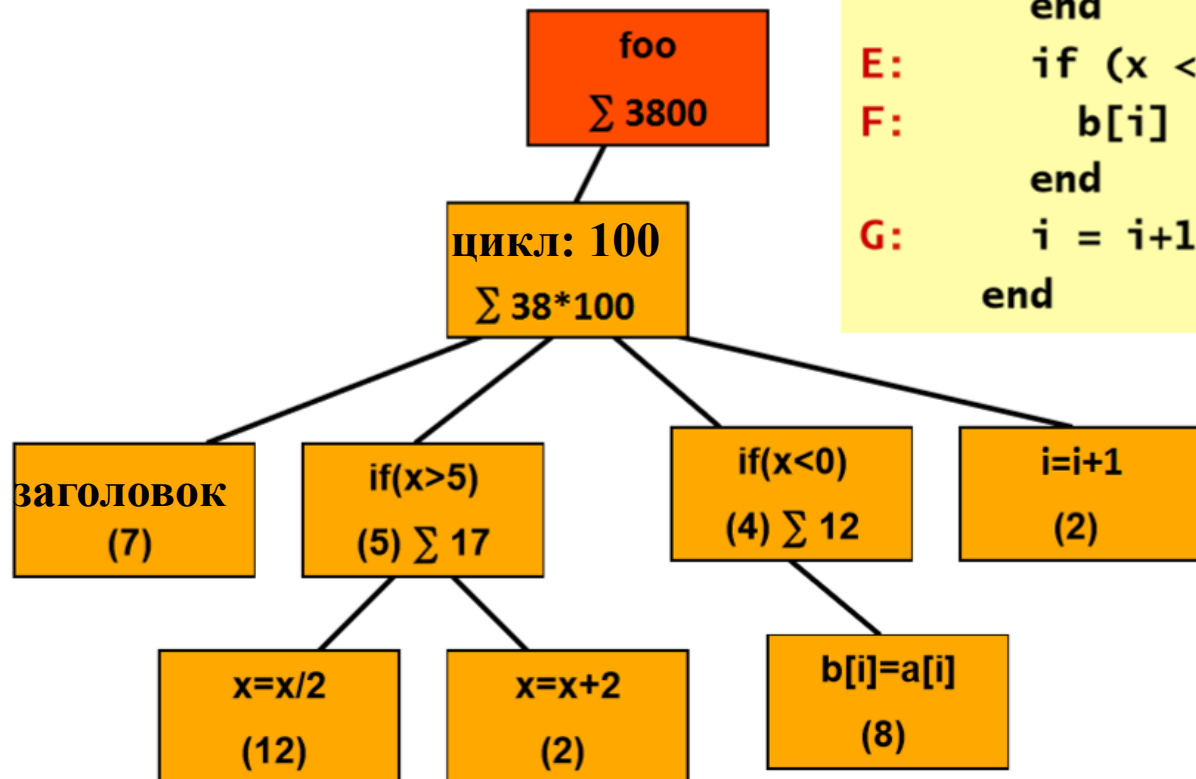 foo
∑ 3800
цикл: 100
∑ 38*100
end
E: if (x <
F: b[i]
end
G: i = i+1
end
заголовок
(7)
if(x>5)
(5) ∑ 17
if(x<0)
(4) ∑ 12
i=i+1
(2)
x=x/2
(12)
x=x+2
(2)
b[i]=a[i]
(8)